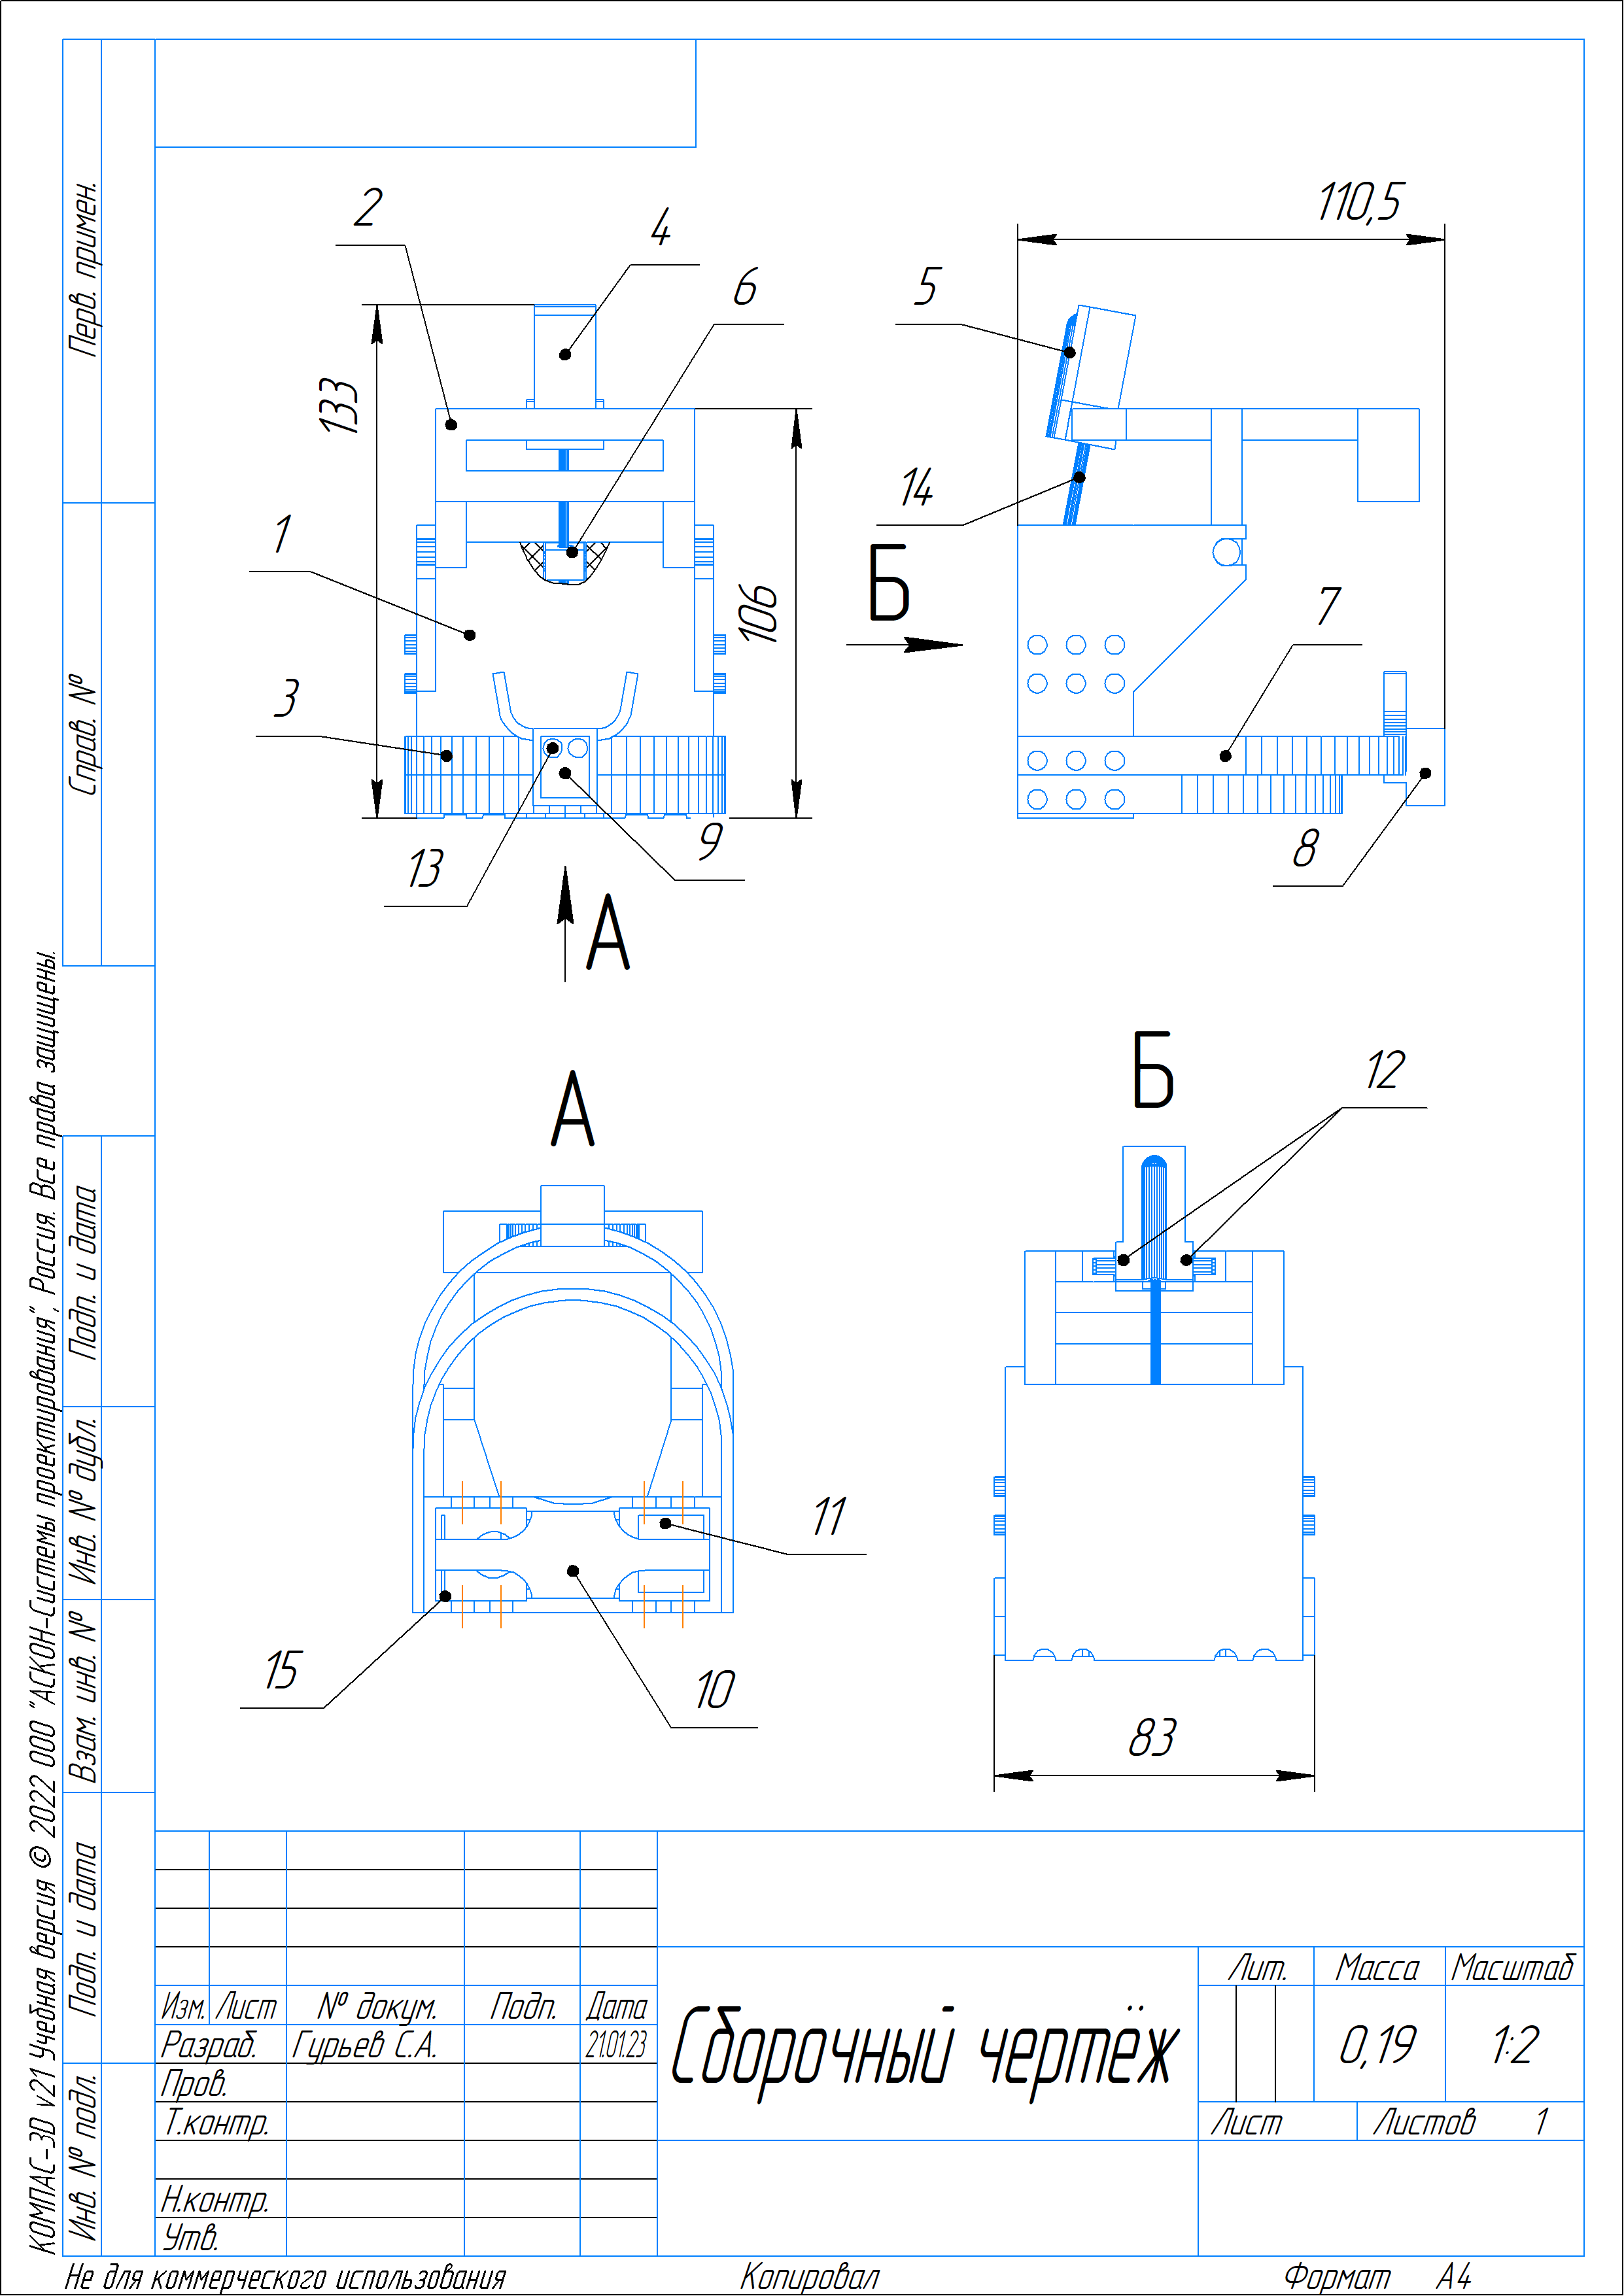 2
4
6
133
1
3
106
13
9
А
110,5
5
14
Б
7
8
А
11
15
10
Б
12
83
Перв. примен.
Справ. №
Подп. и дата
Инв. № дубл.
Взам. инв. №
Подп. и дата
Инв. № подл.
КОМПАС-3D v21 Учебная версия © 2022 ООО "АСКОН-Системы проектирования", Россия. Все права защищены.
Изм. Лист № докум. Подп. Дата
Разраб. Гурьев С.А. 21.01.23
Пров.
Т.контр.
Н.контр.
Утв.
Сборочный чертёж
Лит. Масса Масштаб
0,19 1:2
Лист Листов 1
Не для коммерческого использования Копировал Формат А4